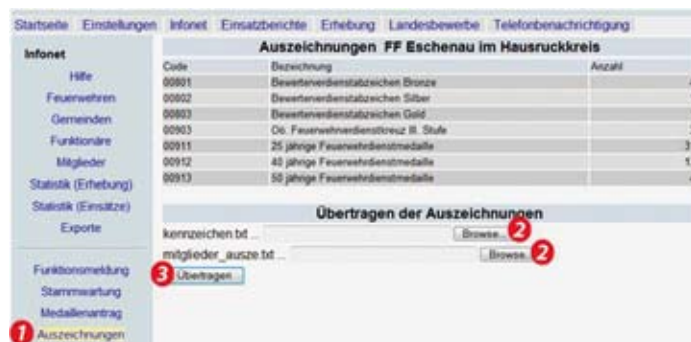 Startseite Einstellungen Infonet Einsatzberichte Erhebung Landesbewerbe Telefonbenachrichtigung
Infonet
Hilfe
Feuerwehren
Gemeinden
Funktionäre
Mitglieder
Statistik (Erhebung)
Statistik (Einsätze)
Exporte
Funktionsmeldung
Stammwartung
Medaillenantrag
1 Auszeichnungen
Auszeichnungen FF Eschenau im Hausruckkreis
Code Bezeichnung Anzahl
00801 Bewerterverdienstabzeichen Bronze
00802 Bewerterverdienstabzeichen Silber
00803 Bewerterverdienstabzeichen Gold
00903 Oö. Feuerwehrverdienstkreuz III. Stufe
00911 25 jährige Feuerwehrdienstmedaille
00912 40 jährige Feuerwehrdienstmedaille
00913 50 jährige Feuerwehrdienstmedaille
Übertragen der Auszeichnungen
kennzeichen.txt ... Browse... 2
mitglieder_ausze.txt ... Browse... 2
3 Übertragen